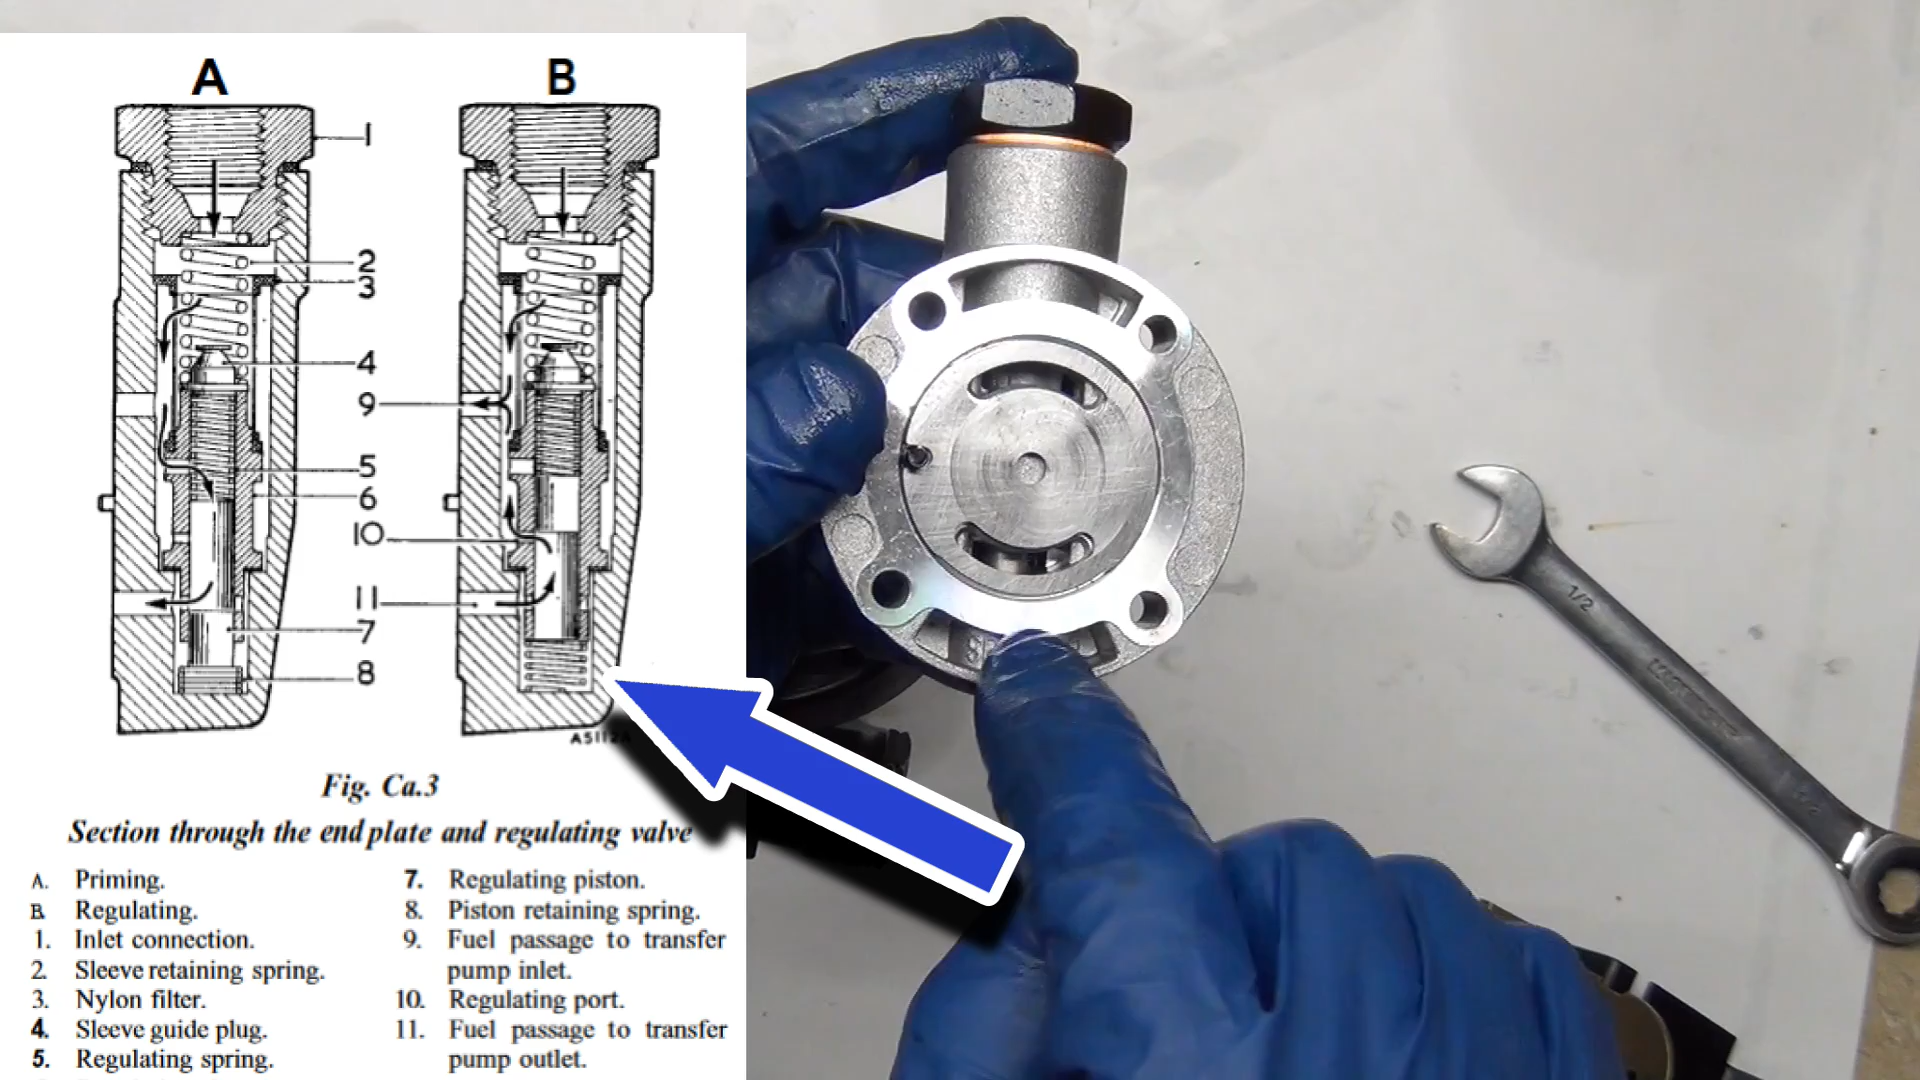 A B
1
2
3
4
9
5
6
10
11
7
8
Fig. Ca.3
Section through the end plate and regulating valve
A. Priming.
B Regulating.
1. Inlet connection.
2. Sleeve retaining spring.
3. Nylon filter.
4. Sleeve guide plug.
5. Regulating spring.
7. Regulating piston.
8. Piston retaining spring.
9. Fuel passage to transfer
pump inlet.
10. Regulating port.
11. Fuel passage to transfer
pump outlet.
1/2